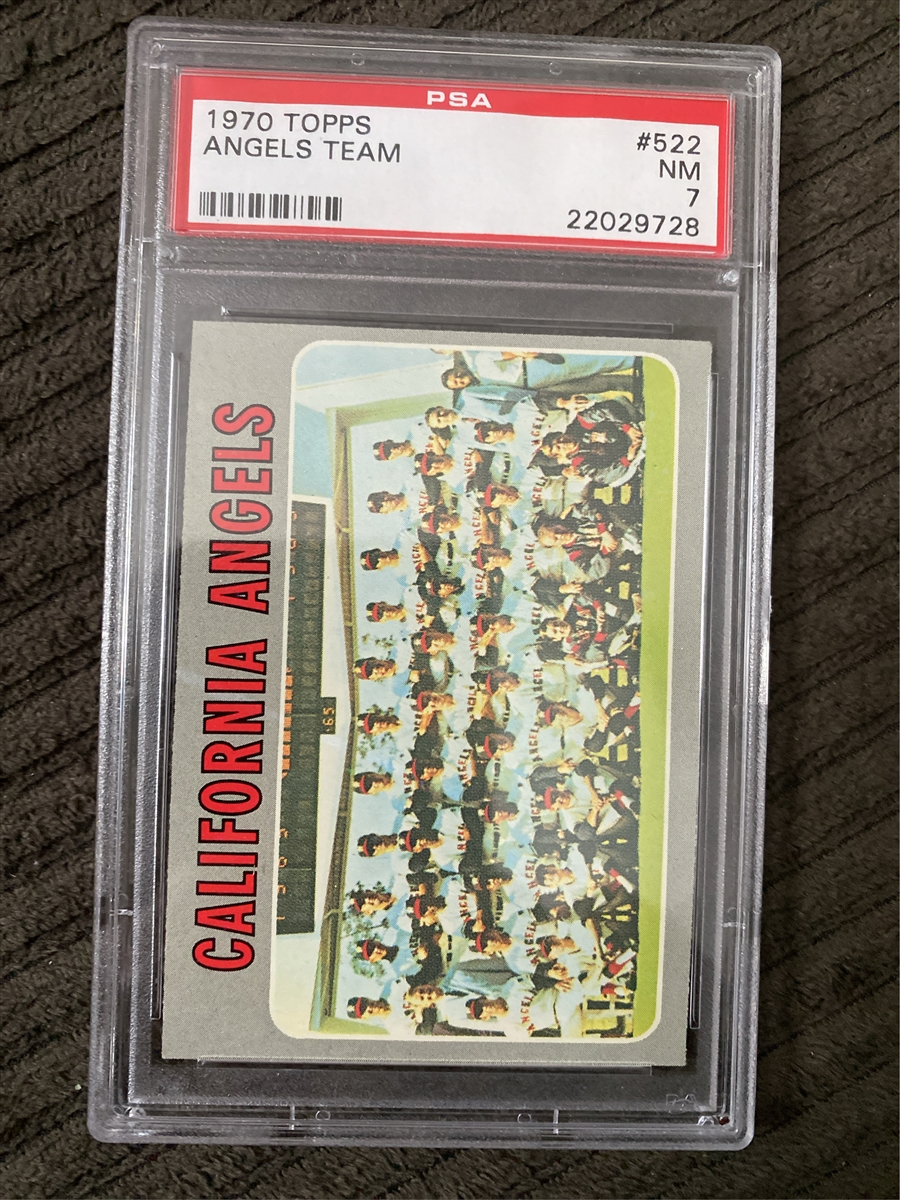 PSA
1970 TOPPS #522
ANGELS TEAM NM
7
22029728
CALIFORNIA ANGELS